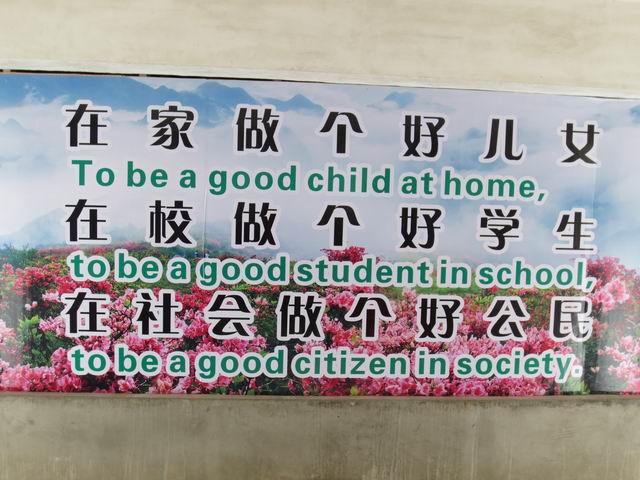 在家做个好儿女
To be a good child at home,
在校做个好学生
to be a good student in school,
在社会做个好公民
to be a good citizen in society.